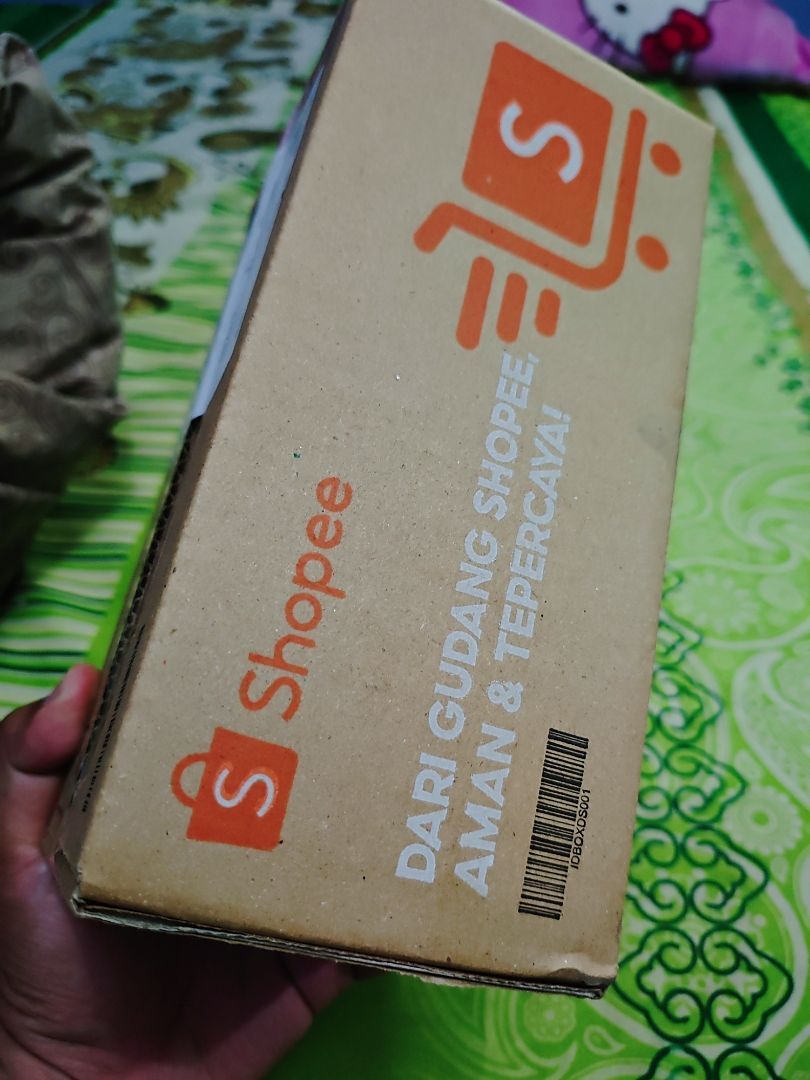 S
Shopee
S
DARI GUDANG SHOPEE,
AMAN & TEPERCAYA!
IDBOXDS001